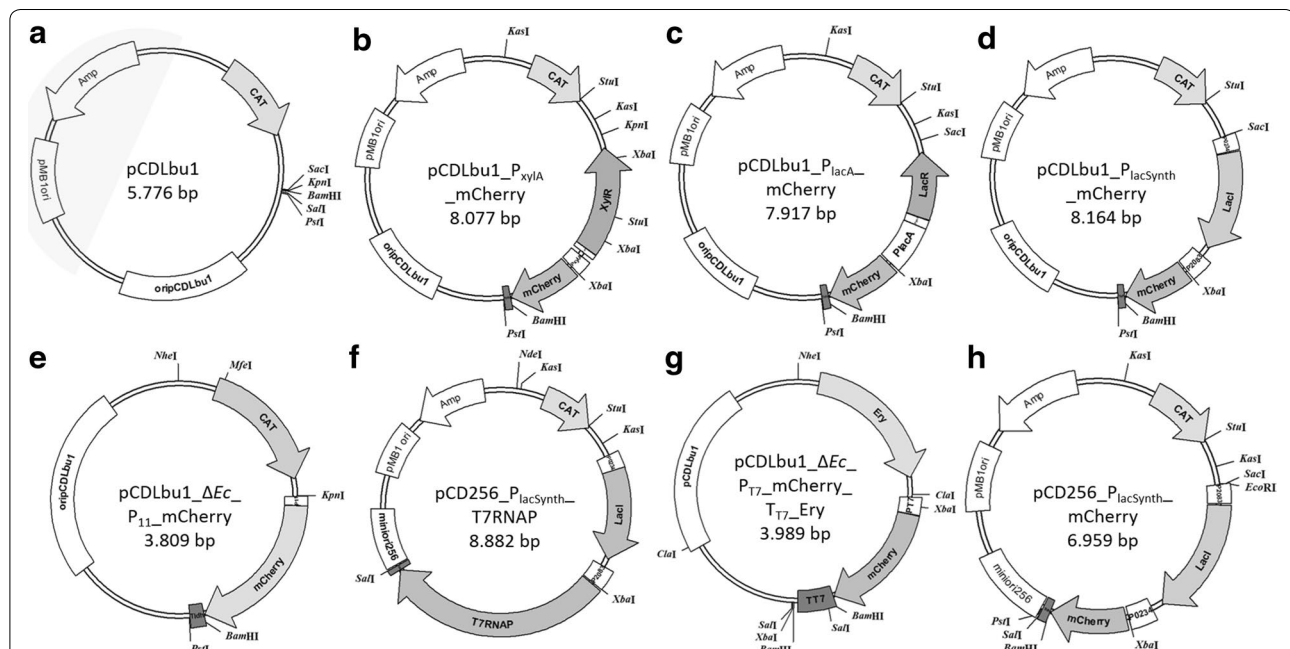 a
Amp
CAT
pMB1ori
pCDLbu1
5.776 bp
SacI
KpnI
BamHI
SalI
PstI
oripCDLbu1
b
KasI
Amp
CAT
StuI
KasI
KpnI
XbaI
pMB1ori
pCDLbu1_PxylA
_mCherry
8.077 bp
XylR
StuI
XbaI
oripCDLbu1
mCherry
XbaI
BamHI
PstI
c
KasI
Amp
CAT
StuI
KasI
SacI
pMB1ori
pCDLbu1_PlacA_
mCherry
7.917 bp
LacR
PlacA
oripCDLbu1
mCherry
XbaI
BamHI
PstI
d
Amp
CAT
StuI
SacI
pMB1ori
pCDLbu1_PlacSynth
_mCherry
8.164 bp
LacI
oripCDLbu1
mCherry
XbaI
BamHI
PstI
e
NheI
MfeI
CAT
oripCDLbu1
pCDLbu1_ΔEc_
P11_mCherry
3.809 bp
KpnI
mCherry
BamHI
PstI
f
NdeI
KasI
Amp
CAT
StuI
KasI
pMB1 ori
pCD256_PlacSynth_
T7RNAP
8.882 bp
LacI
miniori256
SalI
XbaI
T7RNAP
g
NheI
Ery
pCDLbu1
pCDLbu1_ΔEc_
PT7_mCherry_
TT7_Ery
3.989 bp
ClaI
XbaI
PT7
ClaI
mCherry
TT7
BamHI
SalI
SalI
XbaI
BamHI
h
KasI
Amp
CAT
StuI
KasI
SacI
EcoRI
pMB1ori
pCD256_PlacSynth_
mCherry
6.959 bp
LacI
miniori256
PstI
SalI
BamHI
mCherry
P0234
XbaI